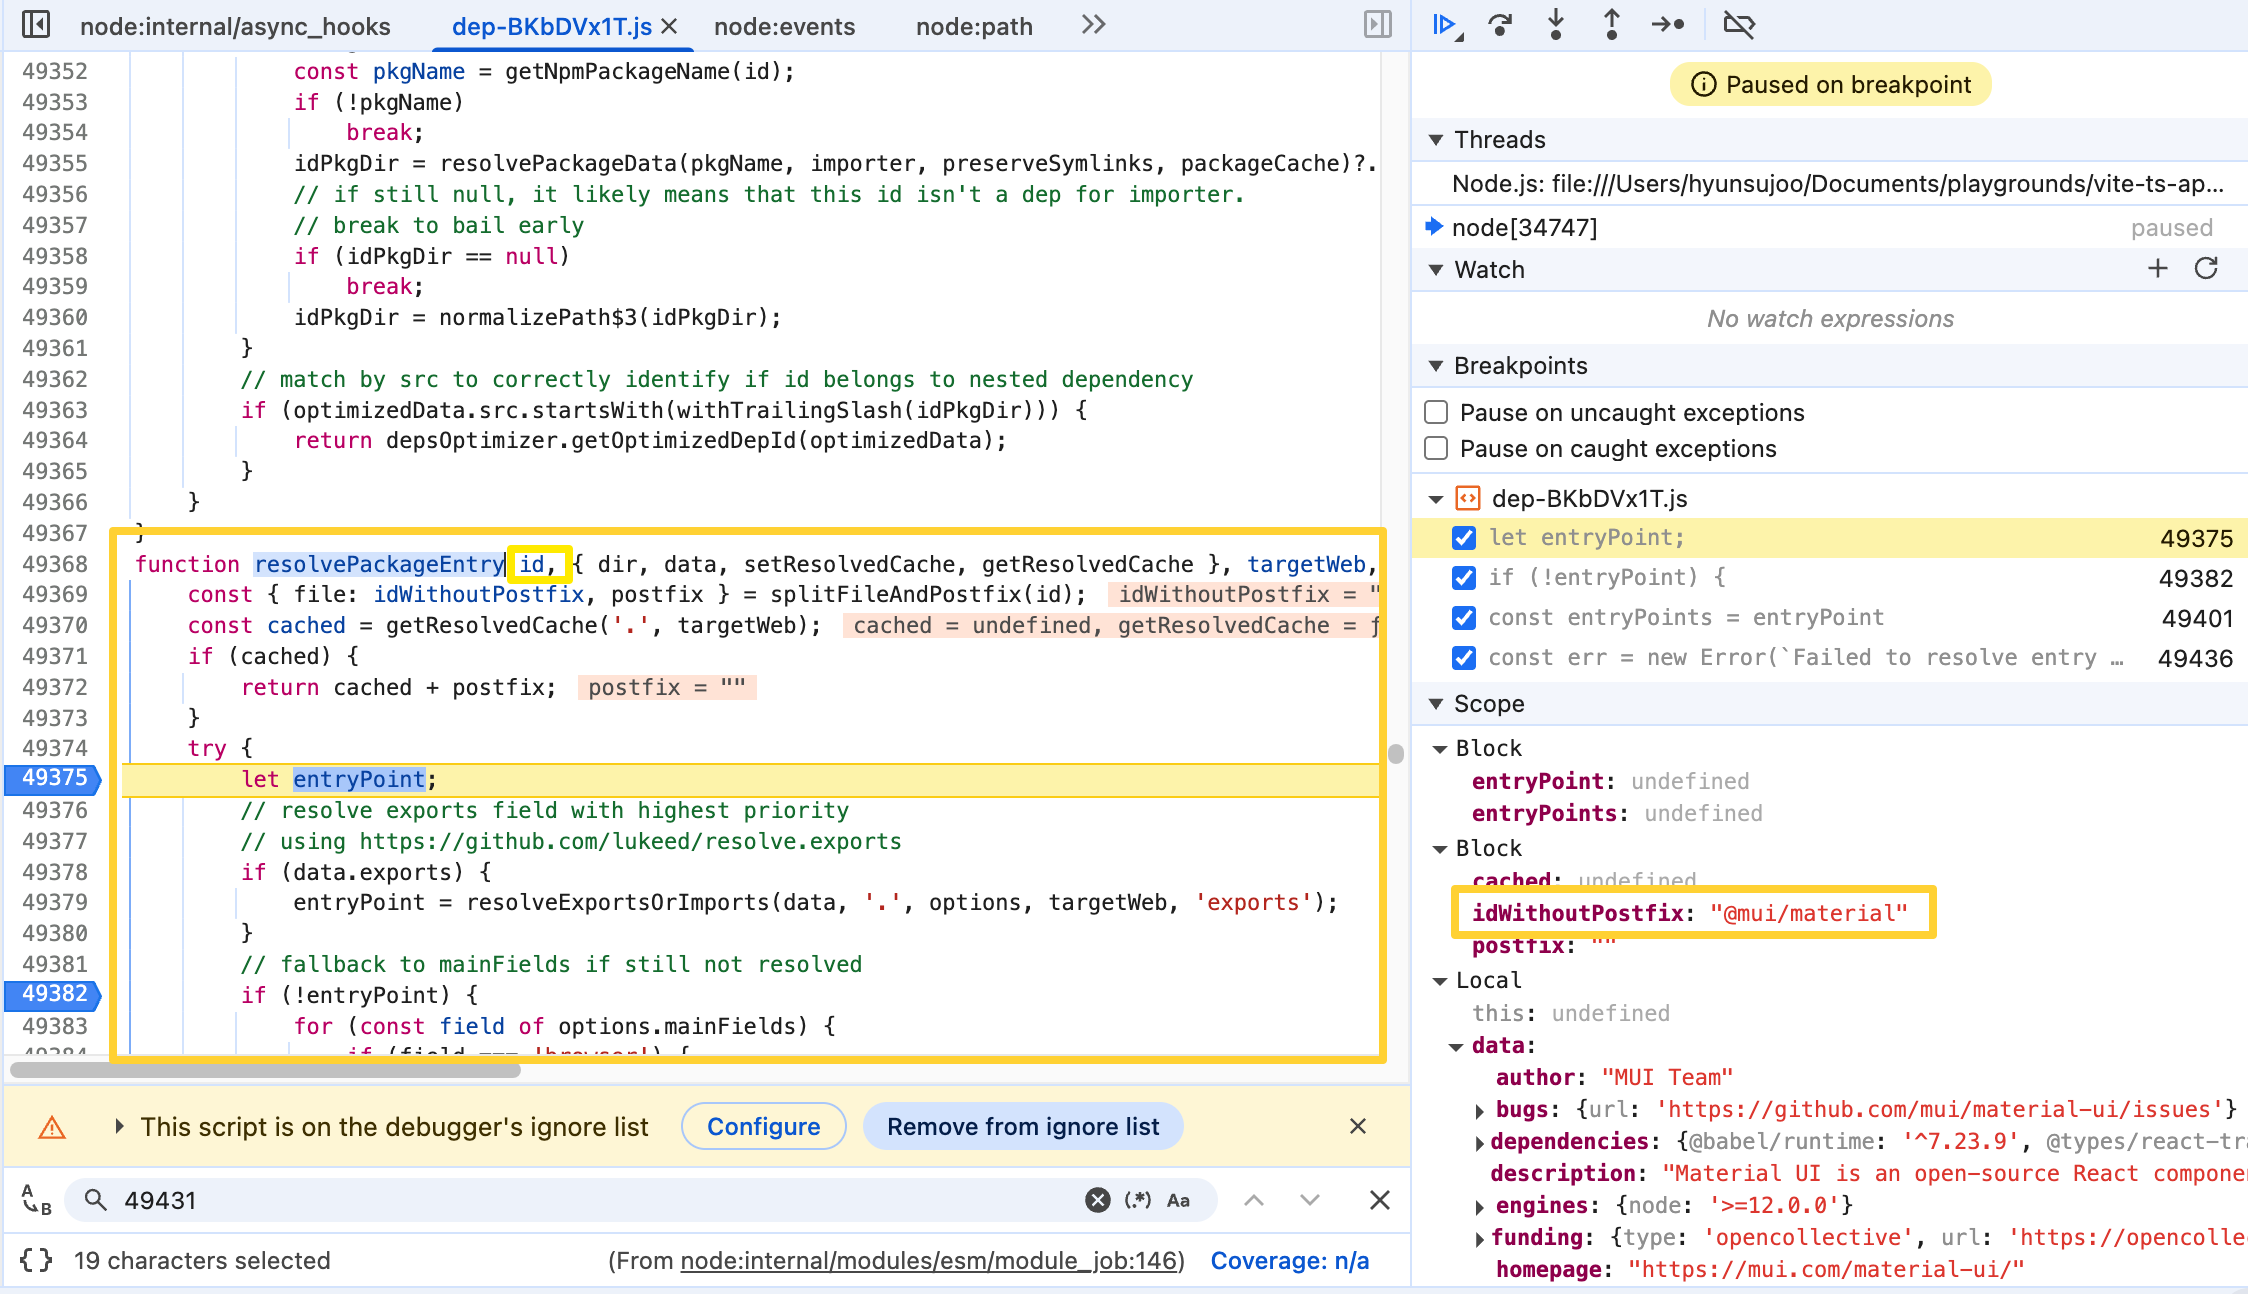 node:internal/async_hooks
dep-BKbDVx1T.js
node:events
node:path
49352 const pkgName = getNpmPackageName(id);
49353 if (!pkgName)
49354 break;
49355 idPkgDir = resolvePackageData(pkgName, importer, preserveSymlinks, packageCache)?.
49356 // if still null, it likely means that this id isn't a dep for importer.
49357 // break to bail early
49358 if (idPkgDir == null)
49359 break;
49360 idPkgDir = normalizePath$3(idPkgDir);
49361 }
49362 // match by src to correctly identify if id belongs to nested dependency
49363 if (optimizedData.src.startsWith(withTrailingSlash(idPkgDir))) {
49364 return depsOptimizer.getOptimizedDepId(optimizedData);
49365 }
49366 }
49367 }
49368 function resolvePackageEntry id, { dir, data, setResolvedCache, getResolvedCache }, targetWeb,
49369 const { file: idWithoutPostfix, postfix } = splitFileAndPostfix(id); idWithoutPostfix = "
49370 const cached = getResolvedCache('.', targetWeb); cached = undefined, getResolvedCache = ƒ
49371 if (cached) {
49372 return cached + postfix; postfix = ""
49373 }
49374 try {
49375 let entryPoint;
49376 // resolve exports field with highest priority
49377 // using https://github.com/lukeed/resolve.exports
49378 if (data.exports) {
49379 entryPoint = resolveExportsOrImports(data, '.', options, targetWeb, 'exports');
49380 }
49381 // fallback to mainFields if still not resolved
49382 if (!entryPoint) {
49383 for (const field of options.mainFields) {
49384 if (field === 'browser') {
This script is on the debugger's ignore list
Configure
Remove from ignore list
A B
49431
(.*) Aa
{} 19 characters selected
(From node:internal/modules/esm/module_job:146)
Coverage: n/a
Paused on breakpoint
Threads
Node.js: file:///Users/hyunsujoo/Documents/playgrounds/vite-ts-ap…
node[34747] paused
Watch
No watch expressions
Breakpoints
Pause on uncaught exceptions
Pause on caught exceptions
dep-BKbDVx1T.js
let entryPoint; 49375
if (!entryPoint) { 49382
const entryPoints = entryPoint 49401
const err = new Error(`Failed to resolve entry … 49436
Scope
Block
entryPoint: undefined
entryPoints: undefined
Block
cached: undefined
idWithoutPostfix: "@mui/material"
postfix: ""
Local
this: undefined
data:
author: "MUI Team"
bugs: {url: 'https://github.com/mui/material-ui/issues'}
dependencies: {@babel/runtime: '^7.23.9', @types/react-tra
description: "Material UI is an open-source React compone
engines: {node: '>=12.0.0'}
funding: {type: 'opencollective', url: 'https://opencolle
homepage: "https://mui.com/material-ui/"